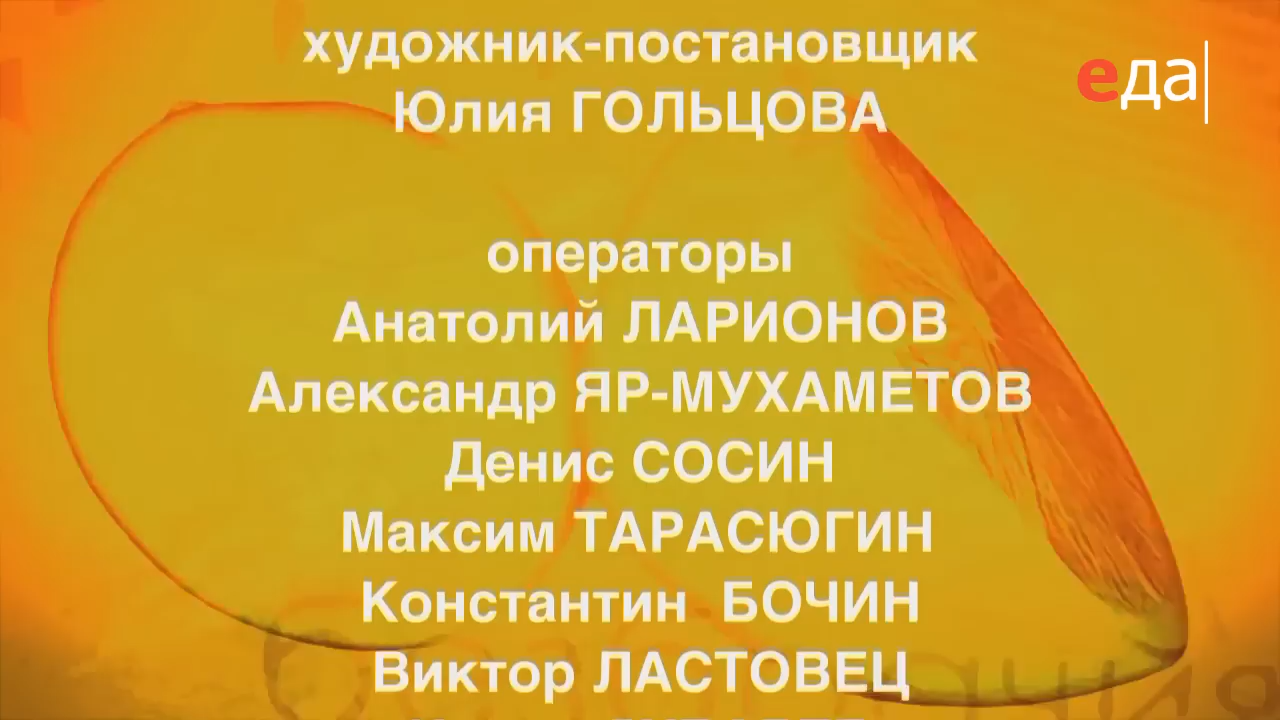 художник-постановщик
еда
Юлия ГОЛЬЦОВА
операторы
Анатолий ЛАРИОНОВ
Александр ЯР-МУХАМЕТОВ
Денис СОСИН
Максим ТАРАСЮГИН
Константин БОЧИН
Виктор ЛАСТОВЕЦ